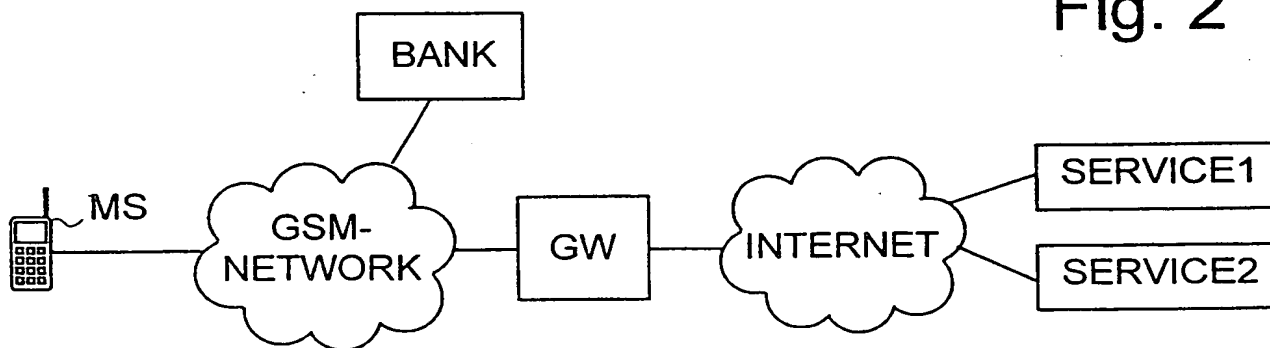 Fig. 2
BANK
MS
GSM-
NETWORK
GW
INTERNET
SERVICE1
SERVICE2